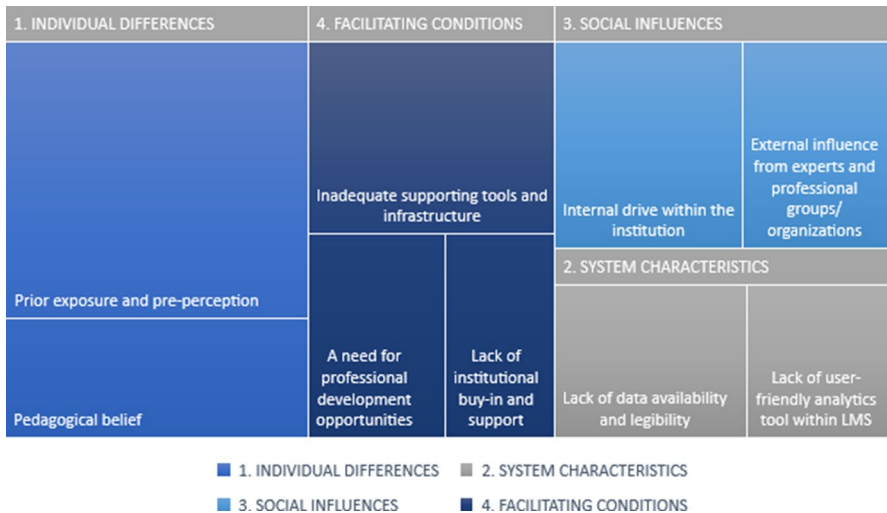 1. INDIVIDUAL DIFFERENCES
Prior exposure and pre-perception
Pedagogical belief
4. FACILITATING CONDITIONS
Inadequate supporting tools and
infrastructure
A need for
professional
development
opportunities
Lack of
institutional
buy-in and
support
3. SOCIAL INFLUENCES
Internal drive within the
institution
External influence
from experts and
professional
groups/
organizations
2. SYSTEM CHARACTERISTICS
Lack of data availability
and legibility
Lack of user-
friendly analytics
tool within LMS
1. INDIVIDUAL DIFFERENCES
2. SYSTEM CHARACTERISTICS
3. SOCIAL INFLUENCES
4. FACILITATING CONDITIONS